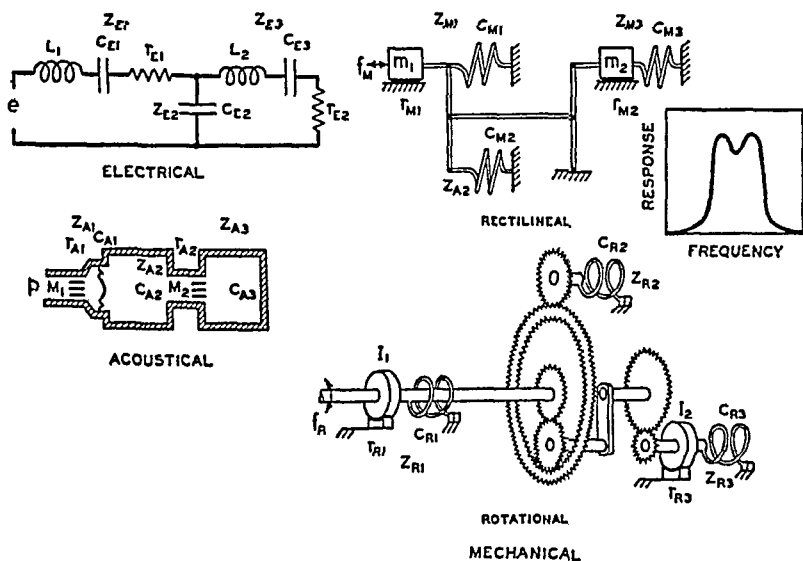 Z_E1 Z_E3
L_1 C_E1 r_E1 L_2 C_E3
e Z_E2 C_E2 r_E2
ELECTRICAL
Z_M1 C_M1 Z_M3 C_M3
f_M m_1 m_2
r_M1 r_M2
C_M2
Z_A2
RECTILINEAL
RESPONSE
FREQUENCY
Z_A1 Z_A3
r_A1 C_A1 r_A2
Z_A2
p M_1 C_A2 M_2 C_A3
ACOUSTICAL
C_R2
Z_R2
I_1
f_R C_R1
r_R1 Z_R1
I_2 C_R3
r_R3 Z_R3
ROTATIONAL
MECHANICAL